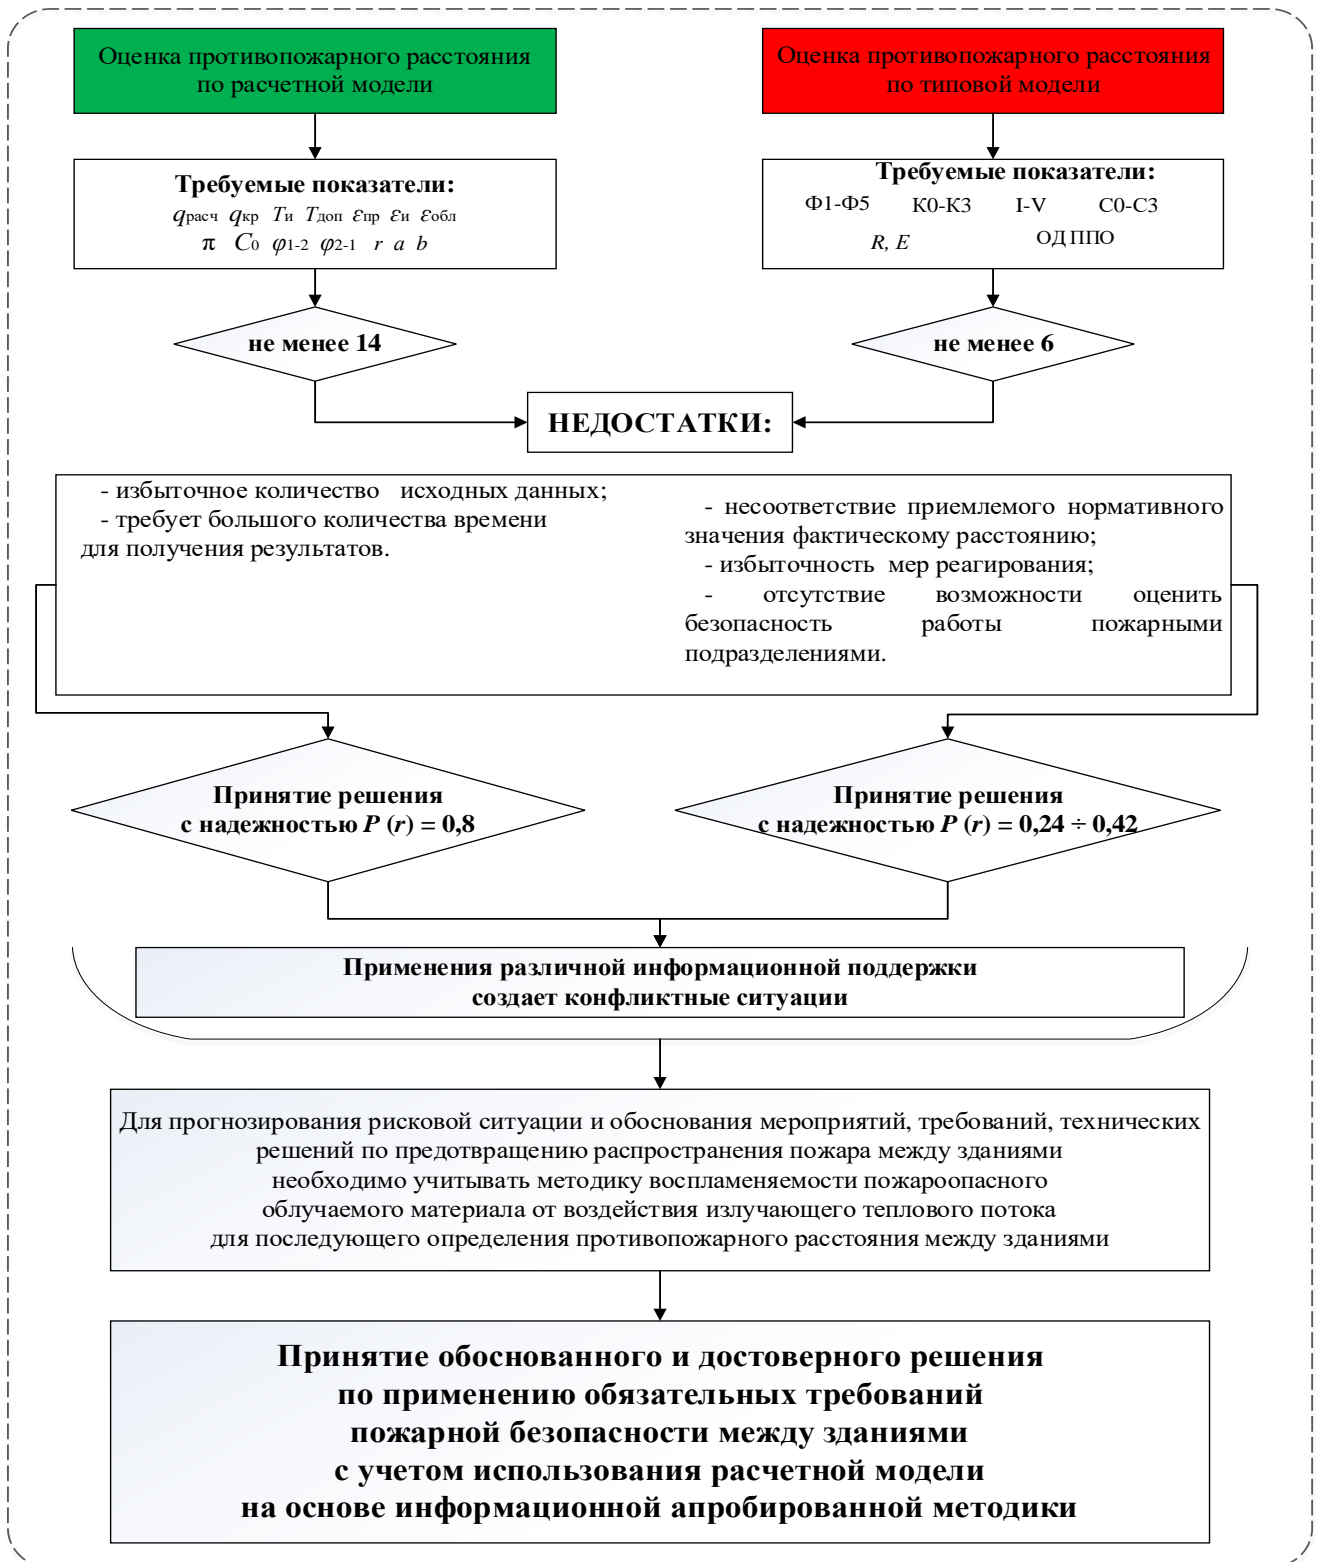 Оценка противопожарного расстояния
по расчетной модели
Оценка противопожарного расстояния
по типовой модели
Требуемые показатели:
qрасч qкр Tи Tдоп εпр εи εобл
π C0 φ1-2 φ2-1 r a b
Требуемые показатели:
Ф1-Ф5 К0-К3 I-V С0-С3
R, E ОД ППО
не менее 14
не менее 6
НЕДОСТАТКИ:
- избыточное количество исходных данных;
- требует большого количества времени
для получения результатов.
- несоответствие приемлемого нормативного
значения фактическому расстоянию;
- избыточность мер реагирования;
- отсутствие возможности оценить
безопасность работы пожарными
подразделениями.
Принятие решения
с надежностью P (r) = 0,8
Принятие решения
с надежностью P (r) = 0,24 ÷ 0,42
Применения различной информационной поддержки
создает конфликтные ситуации
Для прогнозирования рисковой ситуации и обоснования мероприятий, требований, технических
решений по предотвращению распространения пожара между зданиями
необходимо учитывать методику воспламеняемости пожароопасного
облучаемого материала от воздействия излучающего теплового потока
для последующего определения противопожарного расстояния между зданиями
Принятие обоснованного и достоверного решения
по применению обязательных требований
пожарной безопасности между зданиями
с учетом использования расчетной модели
на основе информационной апробированной методики